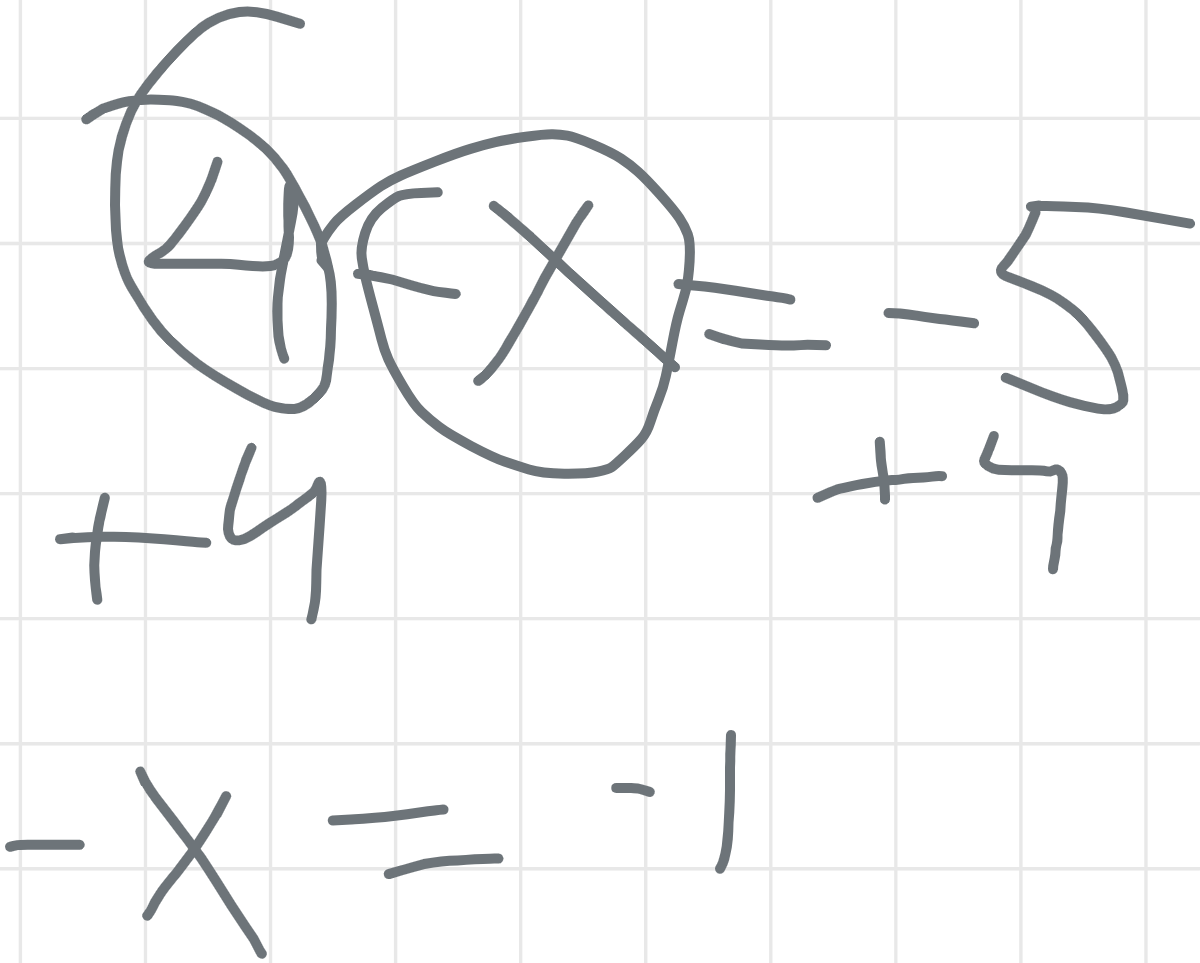 4 - x = -5
+4 +4
-x = -1